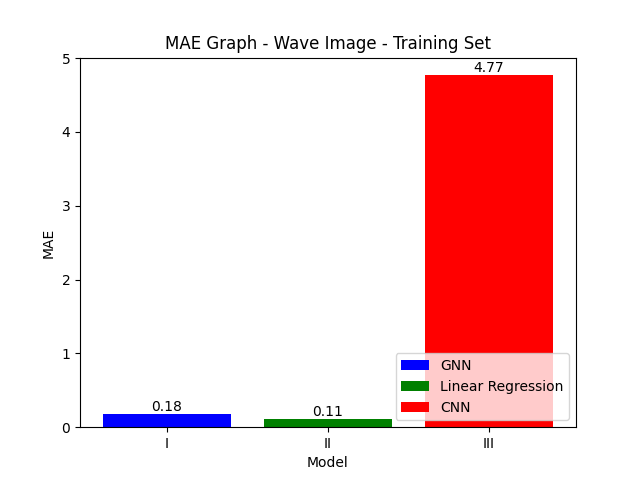 MAE Graph - Wave Image - Training Set
5
4
3
2
1
0
MAE
4.77
0.18
0.11
GNN
Linear Regression
CNN
I
II
III
Model